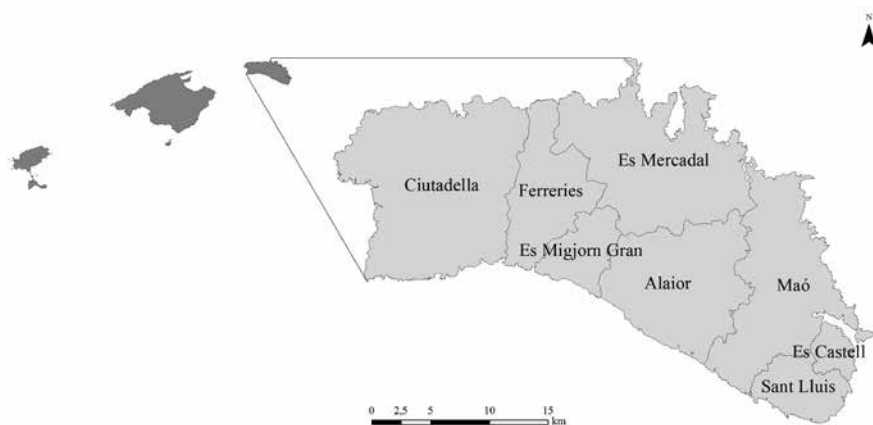 N
Es Mercadal
Ciutadella
Ferreries
Es Migjorn Gran
Alaior
Maó
Es Castell
Sant Lluis
0 2,5 5 10 15
km